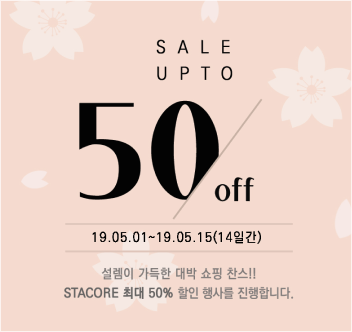 SALE
UPTO
50off
19.05.01~19.05.15(14일간)
설렘이 가득한 대박 쇼핑 찬스!!
STACORE 최대 50% 할인 행사를 진행합니다.